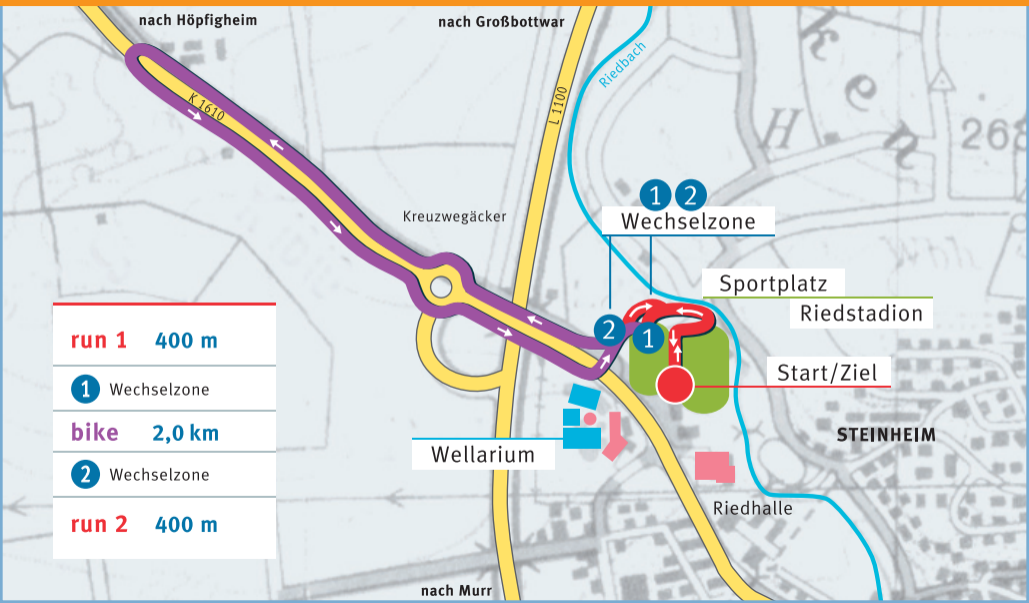 nach Höpfigheim
nach Großbottwar
Riedbach
K 1610
L 1100
H
k
e
n
268
1 2
Wechselzone
Kreuzwegäcker
Sportplatz
Riedstadion
2
1
Start/Ziel
run 1 400 m
1 Wechselzone
bike 2,0 km
2 Wechselzone
run 2 400 m
Wellarium
STEINHEIM
Riedhalle
nach Murr